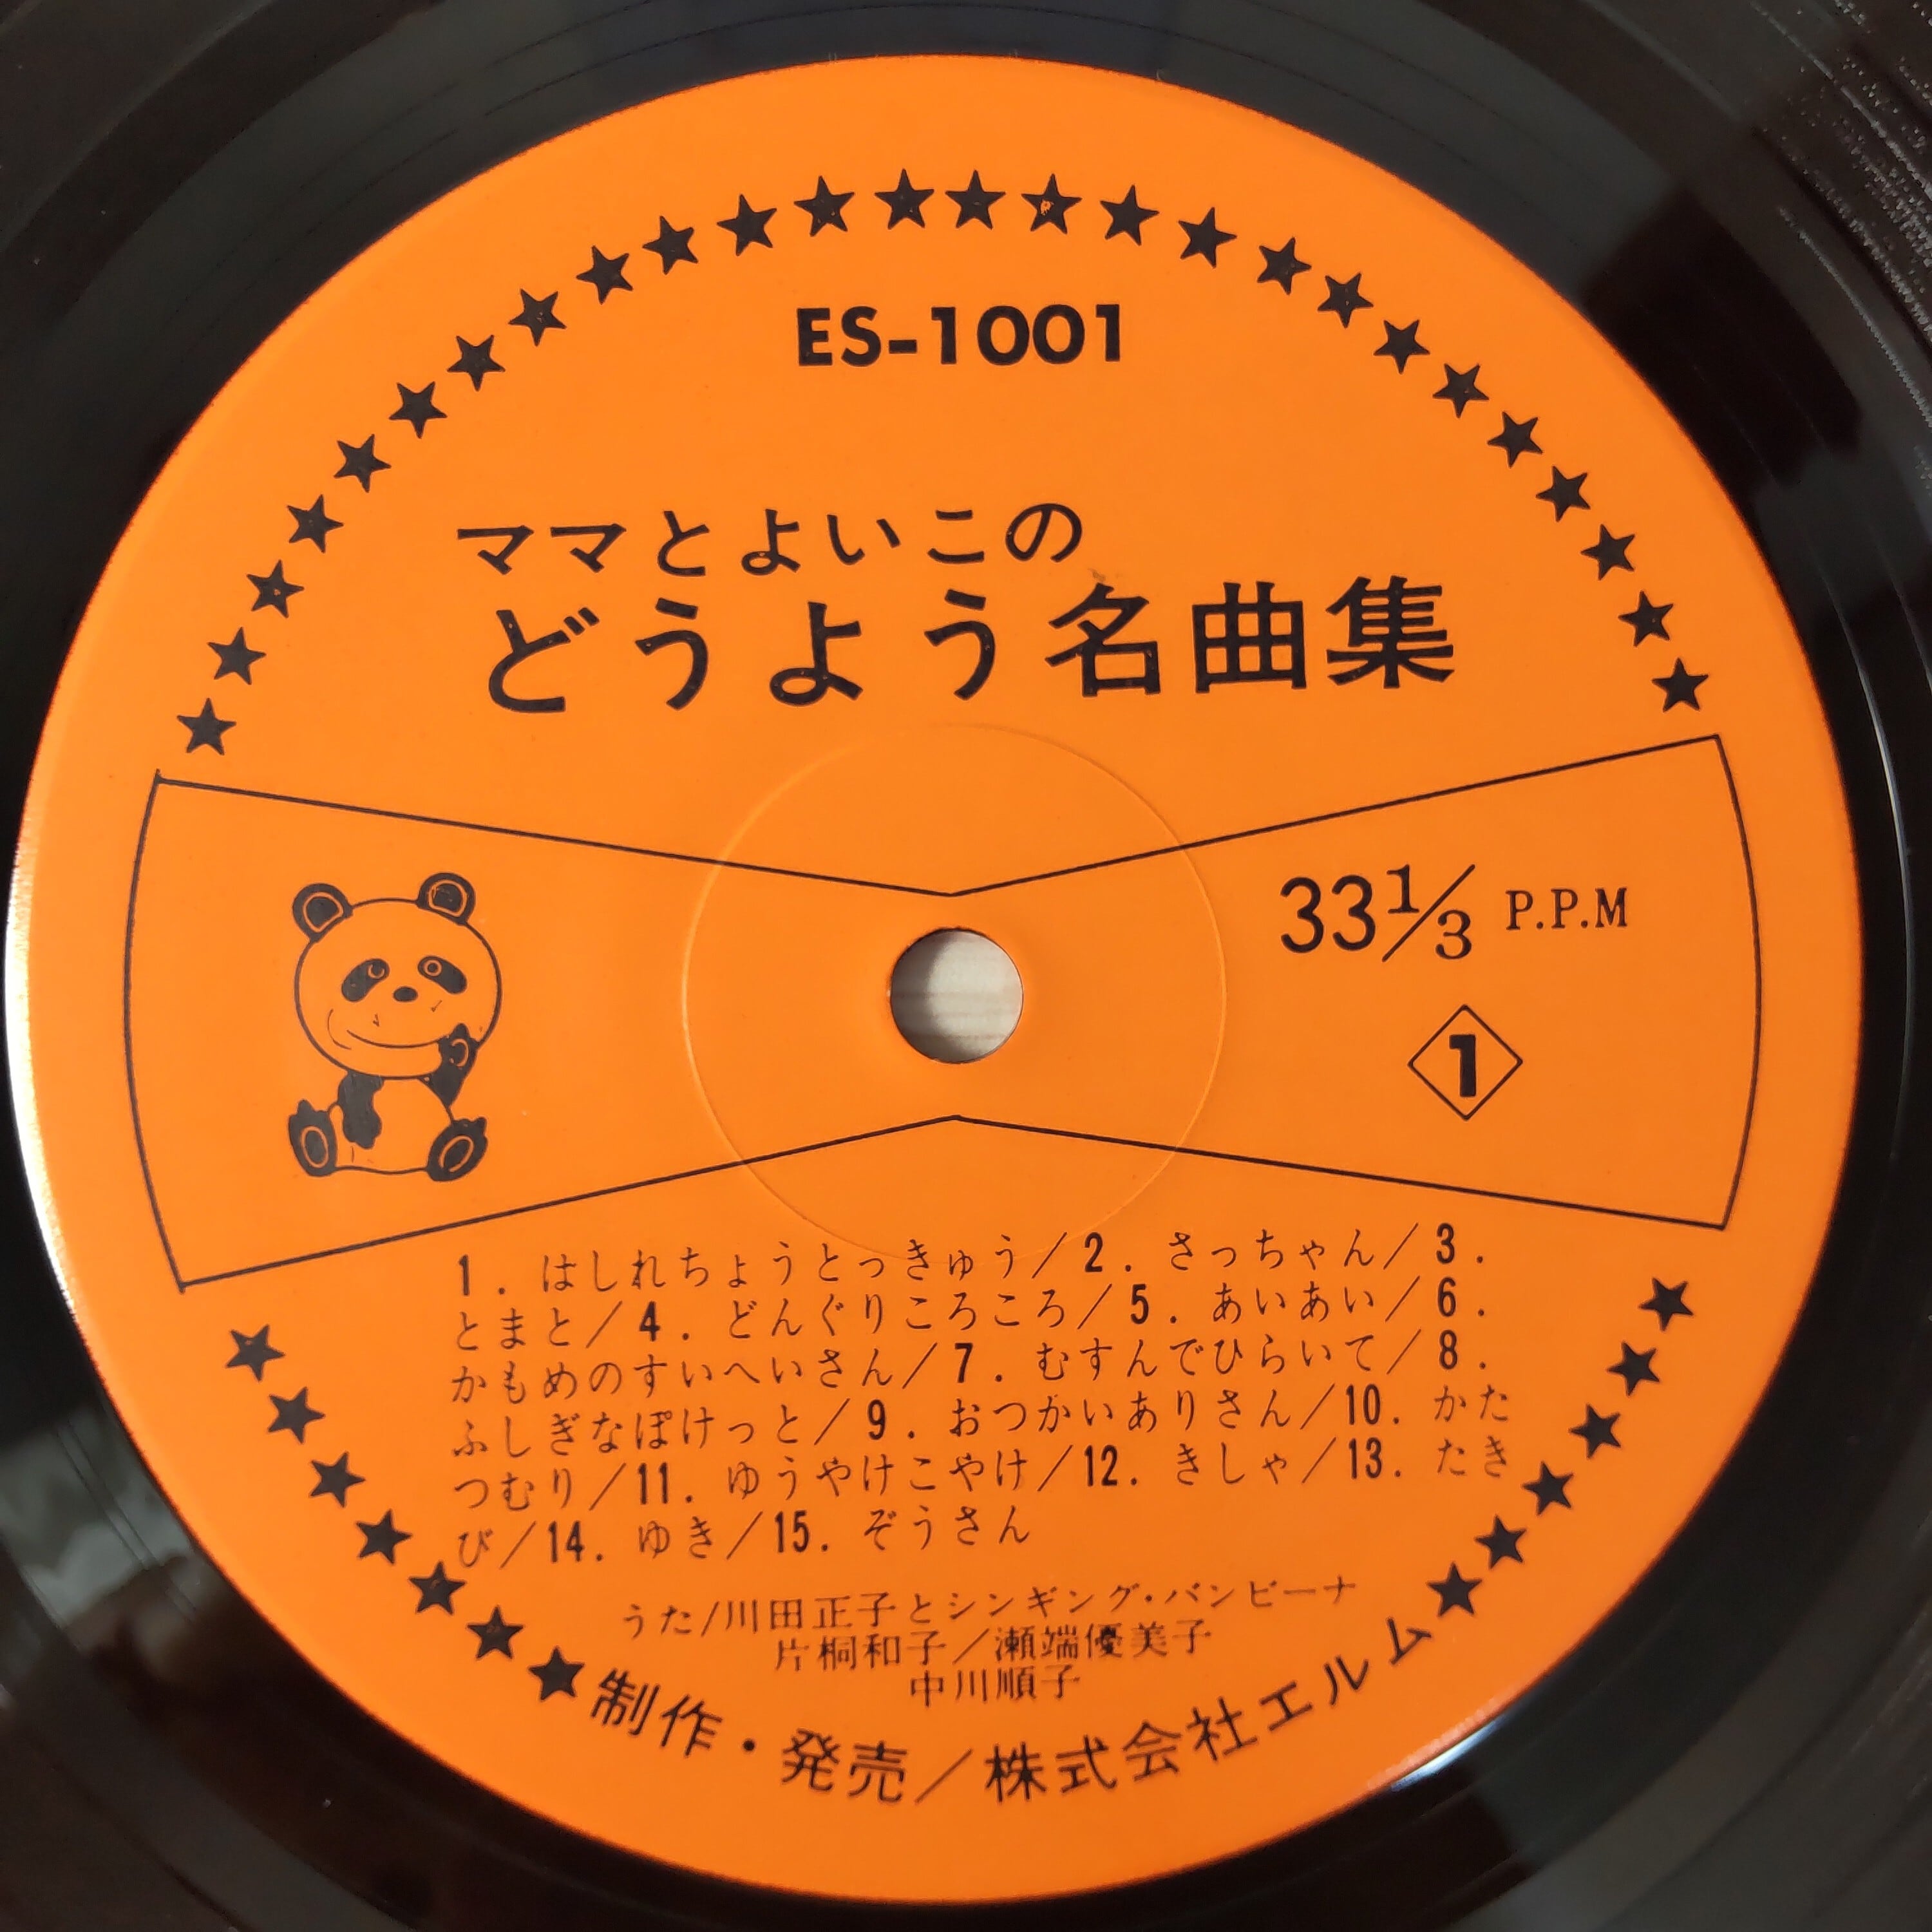 ES-1001
ママとよいこの
どうよう名曲集
33 1/3 P.P.M
1
1. はしれちょうとっきゅう/2. さっちゃん/3.
とまと/4. どんぐりころころ/5. あいあい/6.
かもめのすいへいさん/7. むすんでひらいて/8.
ふしぎなぽけっと/9. おつかいありさん/10. かた
つむり/11. ゆうやけこやけ/12. きしゃ/13. たき
び/14. ゆき/15. ぞうさん
うた/川田正子とシンギング・バンビーナ
片桐和子/瀬端優美子
中川順子
制作・発売/株式会社エルム